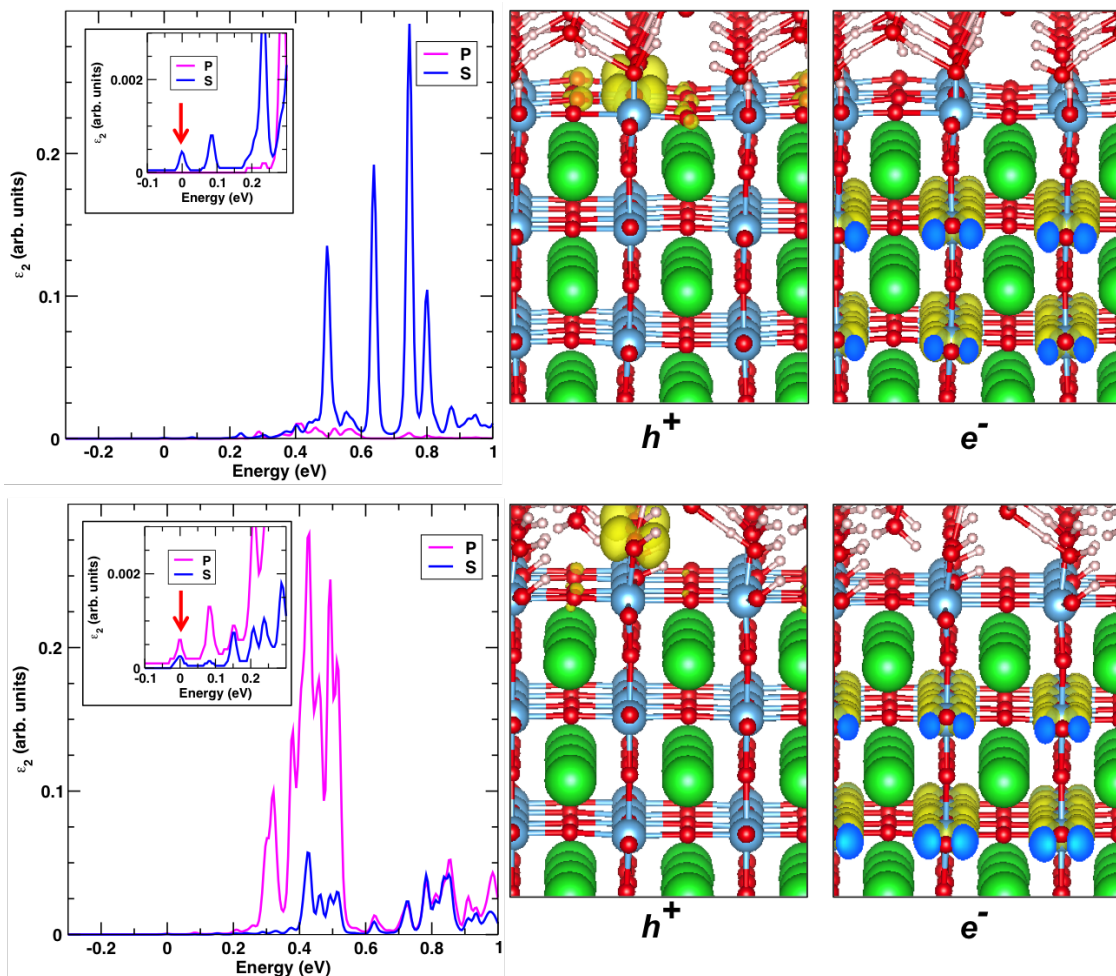 0.002
P
S
0
-0.1 0 0.1 0.2
Energy (eV)
ε₂ (arb. units)
P
S
0.2
0.1
0
ε₂ (arb. units)
-0.2 0 0.2 0.4 0.6 0.8 1
Energy (eV)
h⁺
e⁻
0.002
P
S
0
-0.1 0 0.1 0.2
Energy (eV)
ε₂ (arb. units)
P
S
0.2
0.1
0
ε₂ (arb. units)
-0.2 0 0.2 0.4 0.6 0.8 1
Energy (eV)
h⁺
e⁻